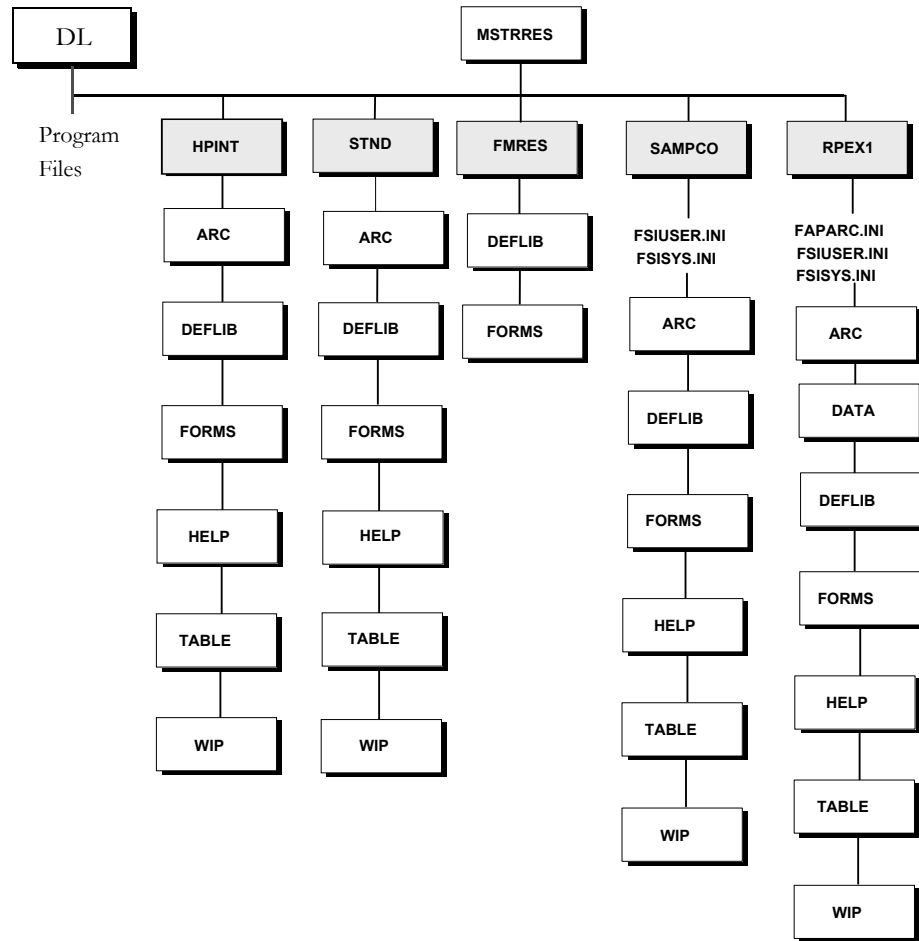 DL
MSTRRES
Program
Files
HPINT
ARC
DEFLIB
FORMS
HELP
TABLE
WIP
STND
ARC
DEFLIB
FORMS
HELP
TABLE
WIP
FMRES
DEFLIB
FORMS
SAMPCO
FSIUSER.INI
FSISYS.INI
ARC
DEFLIB
FORMS
HELP
TABLE
WIP
RPEX1
FAPARC.INI
FSIUSER.INI
FSISYS.INI
ARC
DATA
DEFLIB
FORMS
HELP
TABLE
WIP